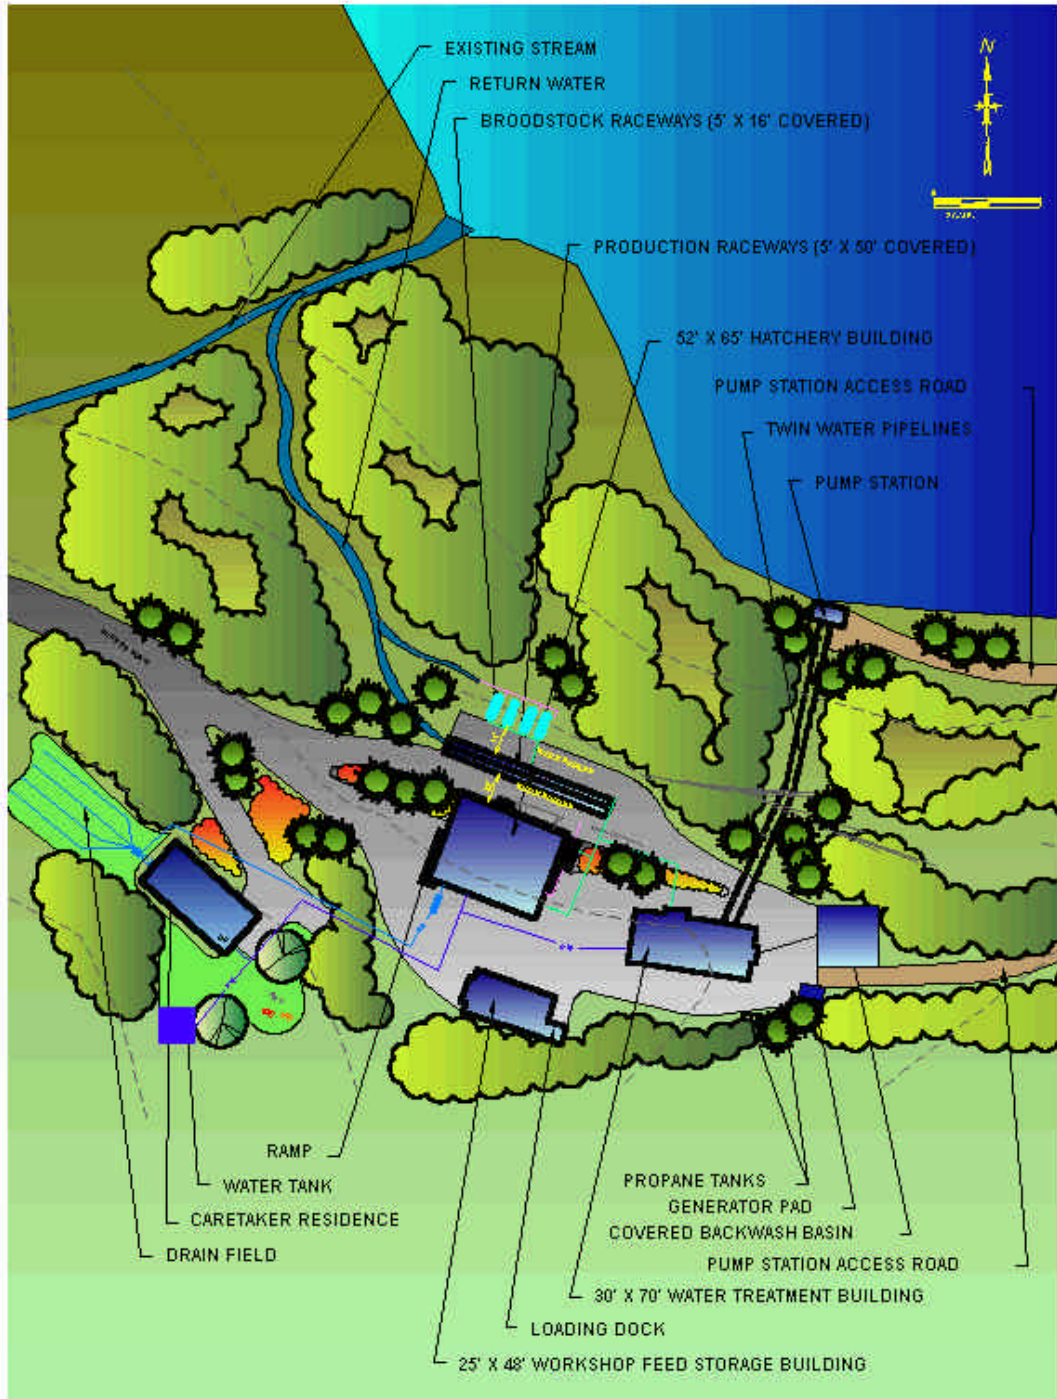 EXISTING STREAM
N
RETURN WATER
BROODSTOCK RACEWAYS (5' X 16' COVERED)
PRODUCTION RACEWAYS (5' X 50' COVERED)
52' X 65' HATCHERY BUILDING
PUMP STATION ACCESS ROAD
TWIN WATER PIPELINES
PUMP STATION
RAMP
WATER TANK
CARETAKER RESIDENCE
DRAIN FIELD
PROPANE TANKS
GENERATOR PAD
COVERED BACKWASH BASIN
PUMP STATION ACCESS ROAD
30' X 70' WATER TREATMENT BUILDING
LOADING DOCK
25' X 48' WORKSHOP FEED STORAGE BUILDING